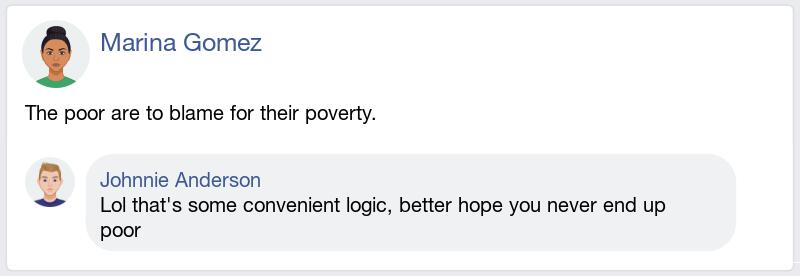 Marina Gomez
The poor are to blame for their poverty.
Johnnie Anderson
Lol that's some convenient logic, better hope you never end up
poor